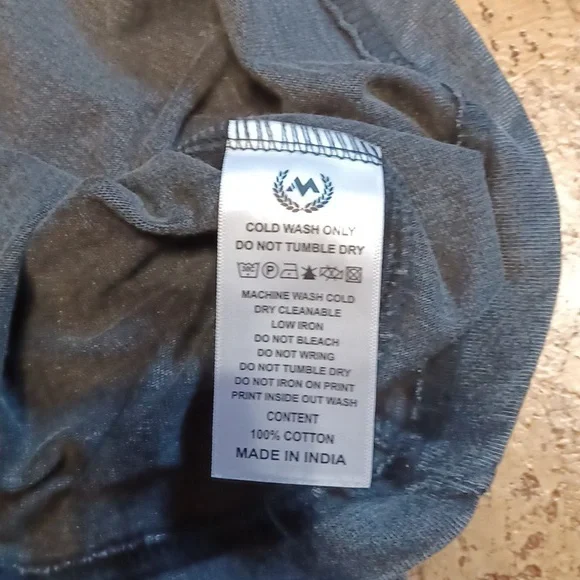 M
COLD WASH ONLY
DO NOT TUMBLE DRY
P
MACHINE WASH COLD
DRY CLEANABLE
LOW IRON
DO NOT BLEACH
DO NOT WRING
DO NOT TUMBLE DRY
DO NOT IRON ON PRINT
PRINT INSIDE OUT WASH
CONTENT
100% COTTON
MADE IN INDIA